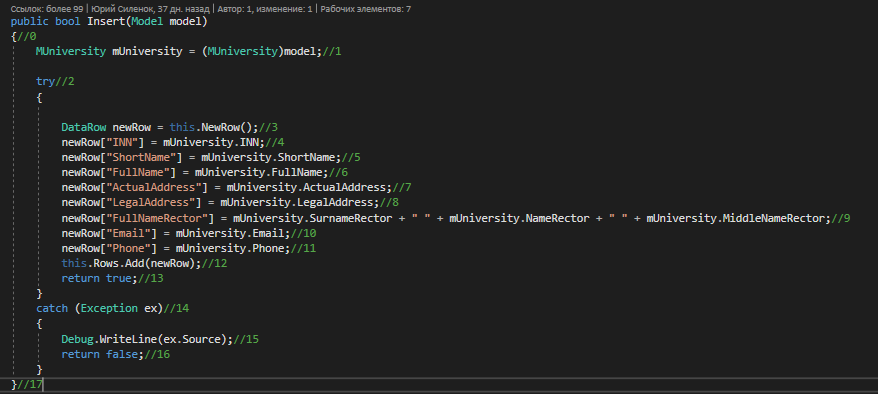 Ссылок: более 99 | Юрий Силенок, 37 дн. назад | Автор: 1, изменение: 1 | Рабочих элементов: 7
public bool Insert(Model model)
{//0
MUniversity mUniversity = (MUniversity)model;//1
try//2
{
DataRow newRow = this.NewRow();//3
newRow["INN"] = mUniversity.INN;//4
newRow["ShortName"] = mUniversity.ShortName;//5
newRow["FullName"] = mUniversity.FullName;//6
newRow["ActualAddress"] = mUniversity.ActualAddress;//7
newRow["LegalAddress"] = mUniversity.LegalAddress;//8
newRow["FullNameRector"] = mUniversity.SurnameRector + " " + mUniversity.NameRector + " " + mUniversity.MiddleNameRector;//9
newRow["Email"] = mUniversity.Email;//10
newRow["Phone"] = mUniversity.Phone;//11
this.Rows.Add(newRow);//12
return true;//13
}
catch (Exception ex)//14
{
Debug.WriteLine(ex.Source);//15
return false;//16
}
}//17